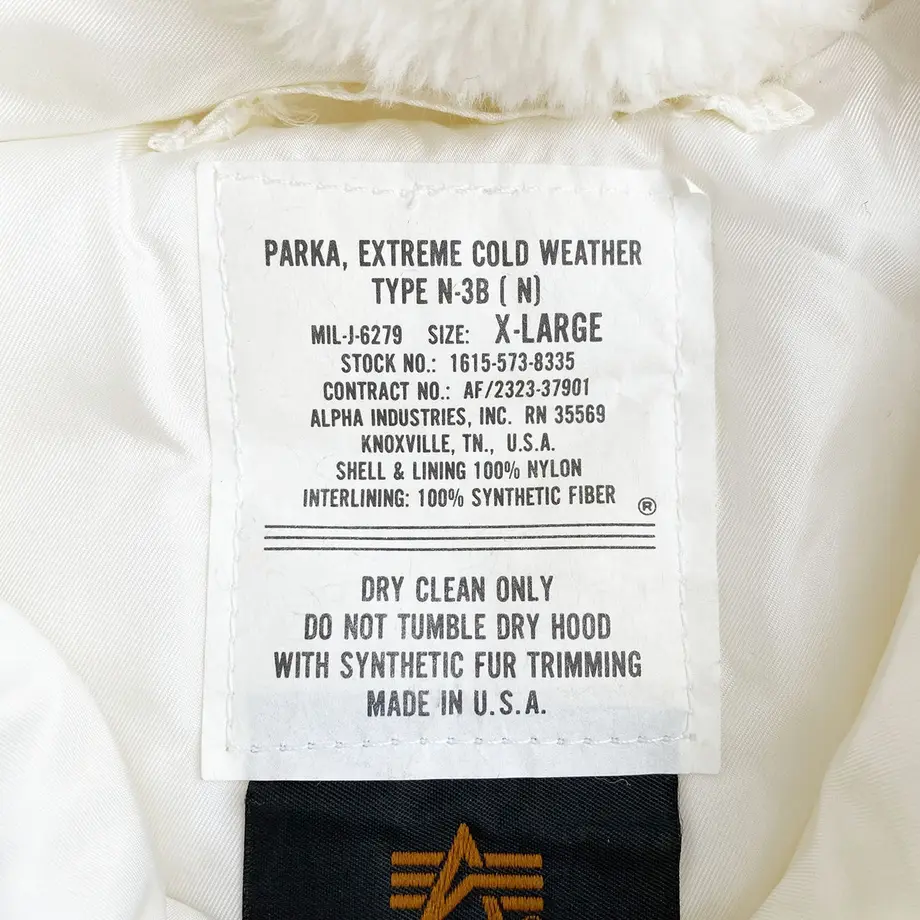 PARKA, EXTREME COLD WEATHER
TYPE N-3B ( N)
MIL-J-6279 SIZE: X-LARGE
STOCK NO.: 1615-573-8335
CONTRACT NO.: AF/2323-37901
ALPHA INDUSTRIES, INC. RN 35569
KNOXVILLE, TN., U.S.A.
SHELL & LINING 100% NYLON
INTERLINING: 100% SYNTHETIC FIBER ®
DRY CLEAN ONLY
DO NOT TUMBLE DRY HOOD
WITH SYNTHETIC FUR TRIMMING
MADE IN U.S.A.